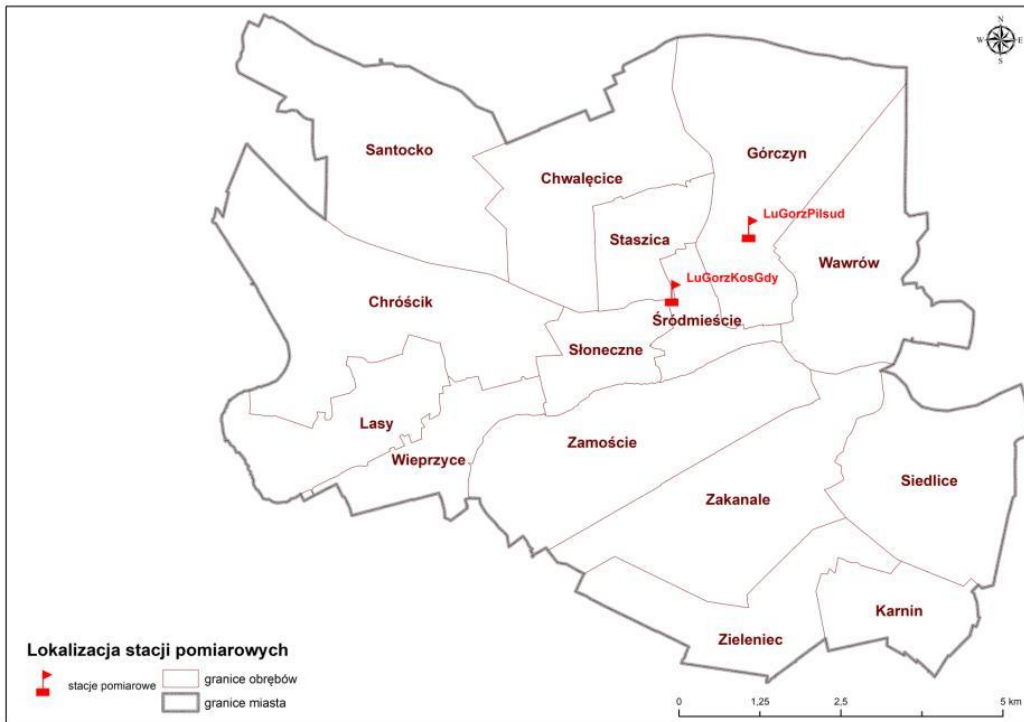 N
W E
S
Santocko
Górczyn
Chwalęcice
LuGorzPilsud
Staszica
Wawrów
LuGorzKosGdy
Chróścik
Śródmieście
Słoneczne
Lasy
Zamoście
Wieprzyce
Siedlice
Zakanale
Karnin
Zieleniec
Lokalizacja stacji pomiarowych
stacje pomiarowe
granice obrębów
granice miasta
0 1,25 2,5 5 km